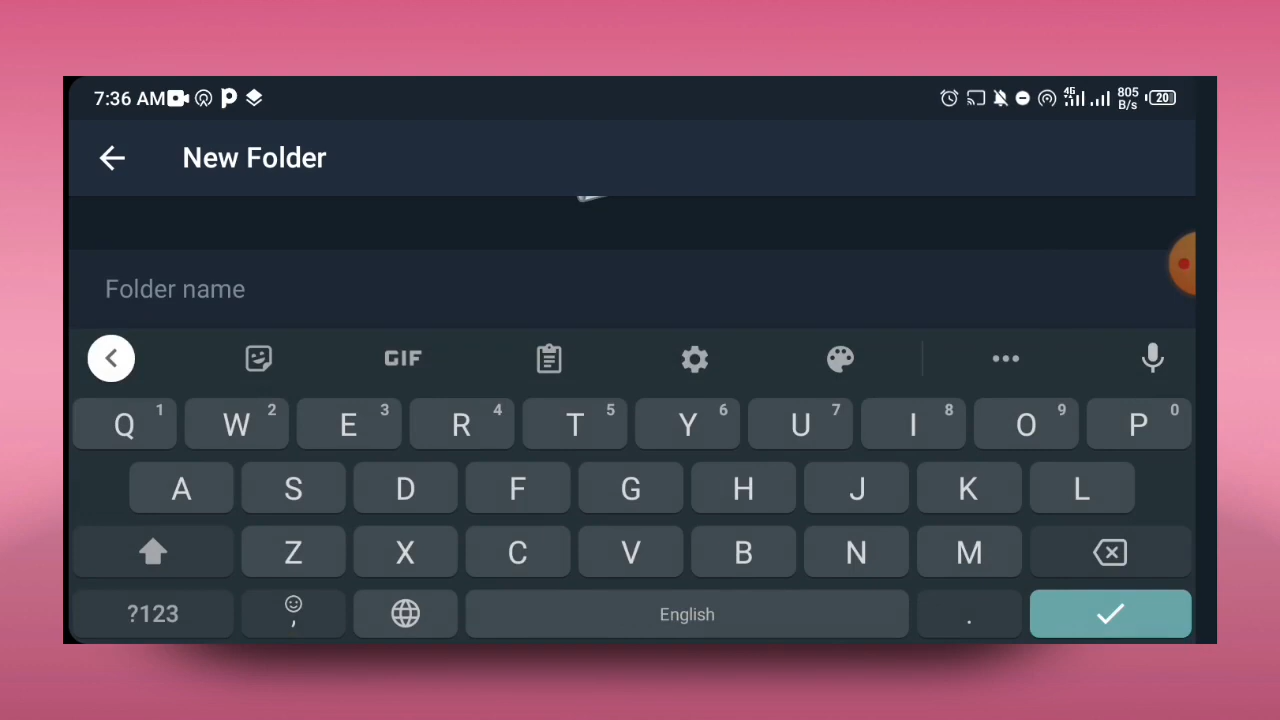 7:36 AM
4G 805 B/s 20
New Folder
Folder name
GIF
Q 1 W 2 E 3 R 4 T 5 Y 6 U 7 I 8 O 9 P 0
A S D F G H J K L
Z X C V B N M
?123 , English .